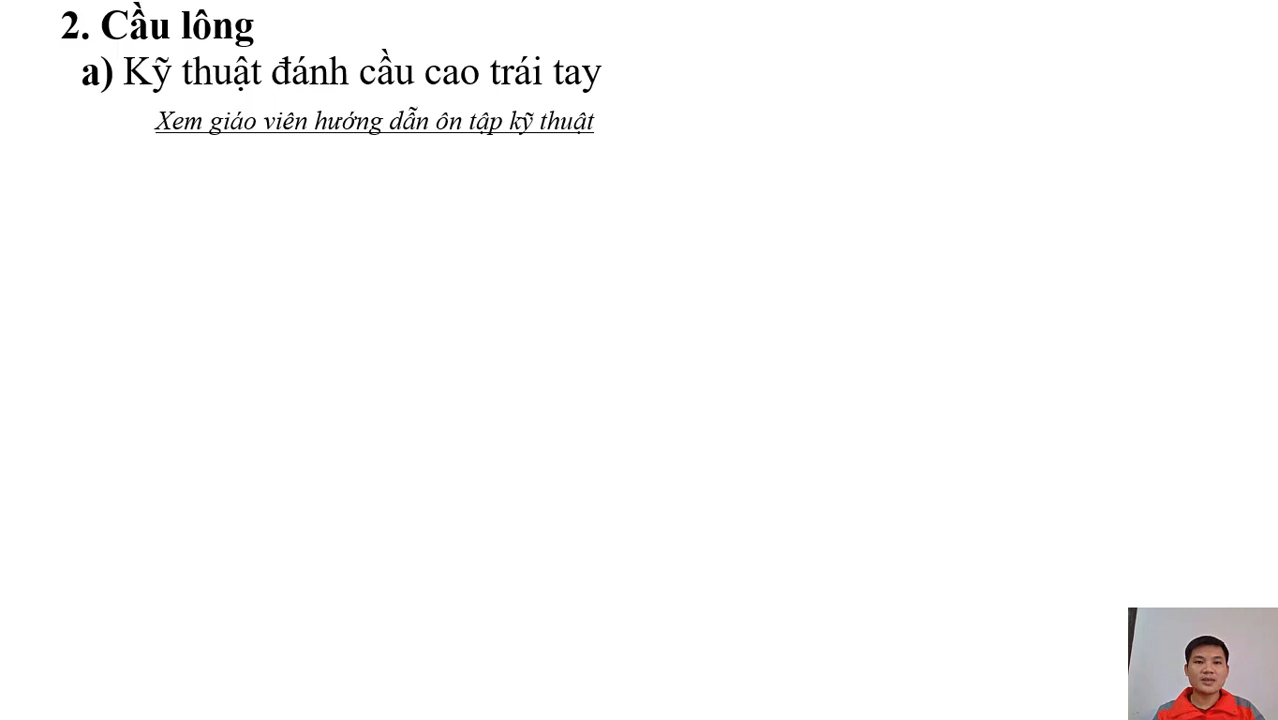 2. Cầu lông
a) Kỹ thuật đánh cầu cao trái tay
Xem giáo viên hướng dẫn ôn tập kỹ thuật